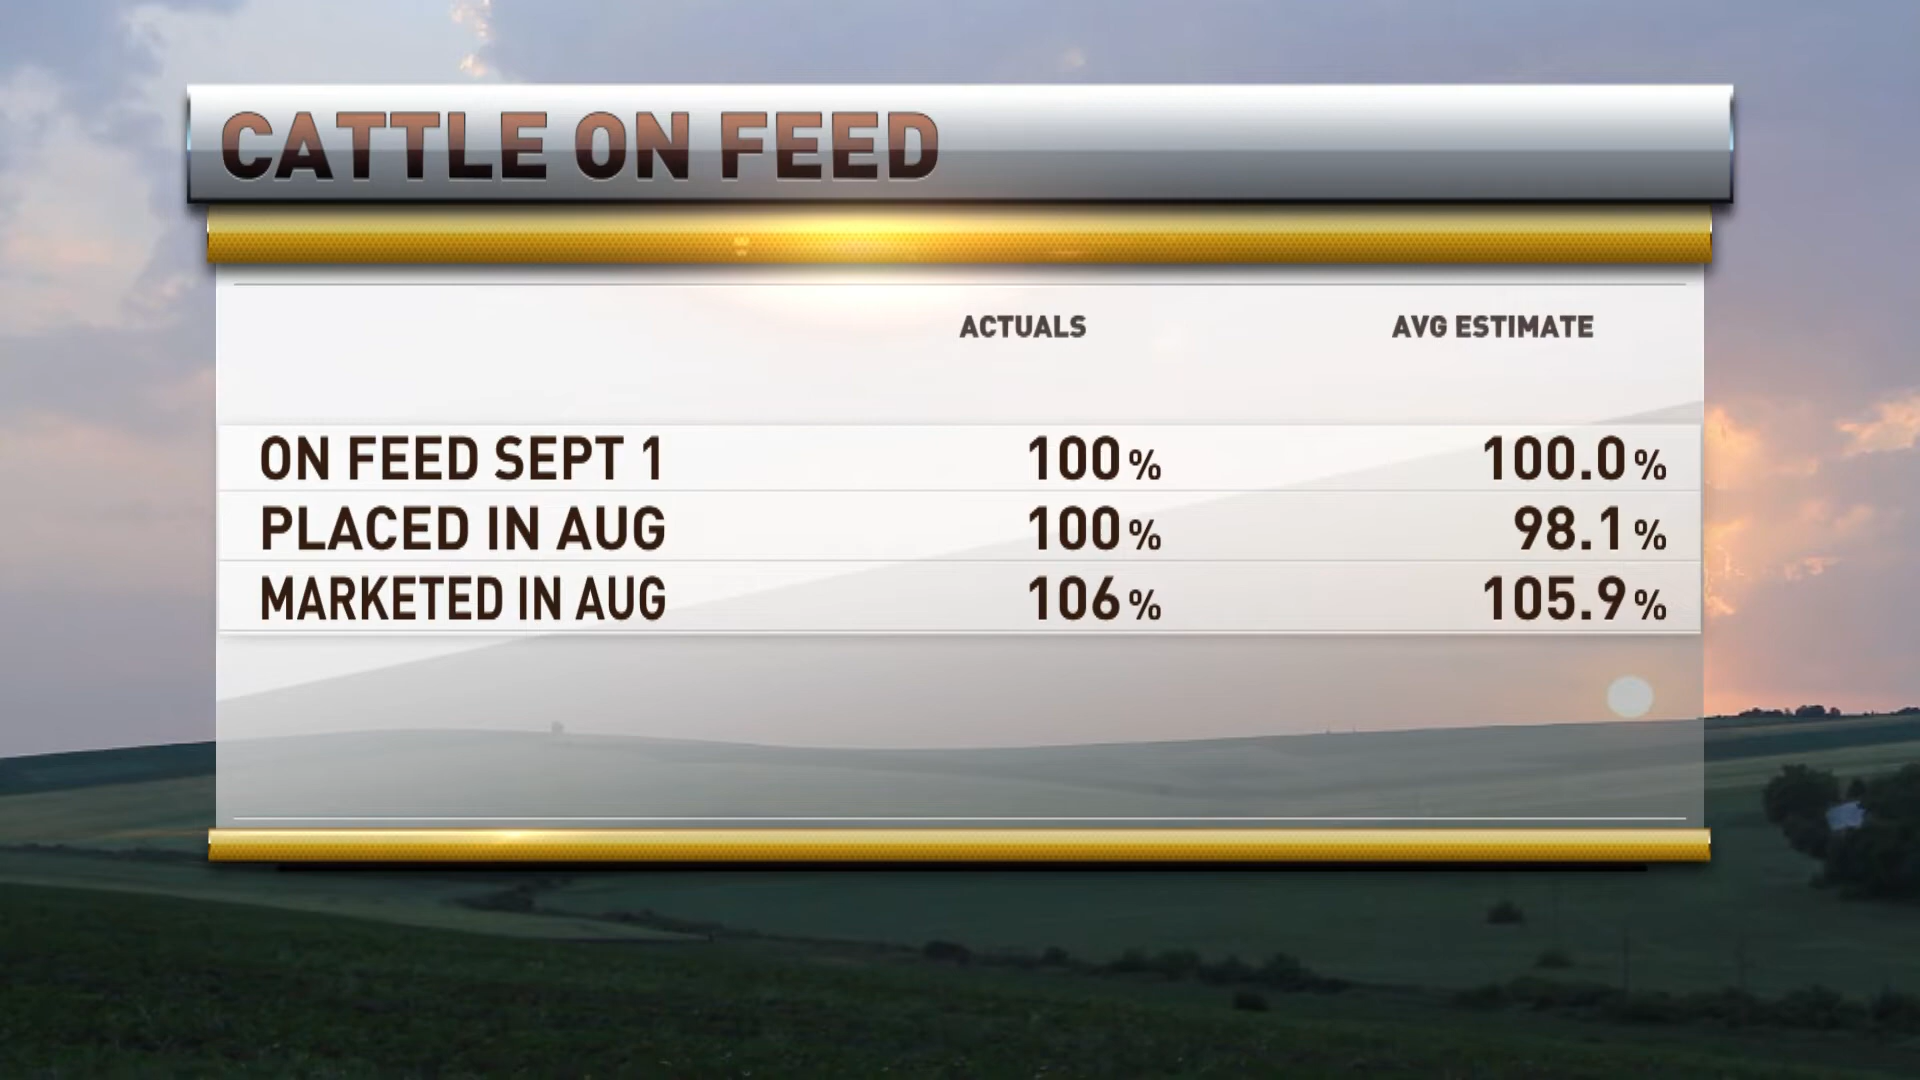 CATTLE ON FEED
ACTUALS AVG ESTIMATE
ON FEED SEPT 1 100% 100.0%
PLACED IN AUG 100% 98.1%
MARKETED IN AUG 106% 105.9%